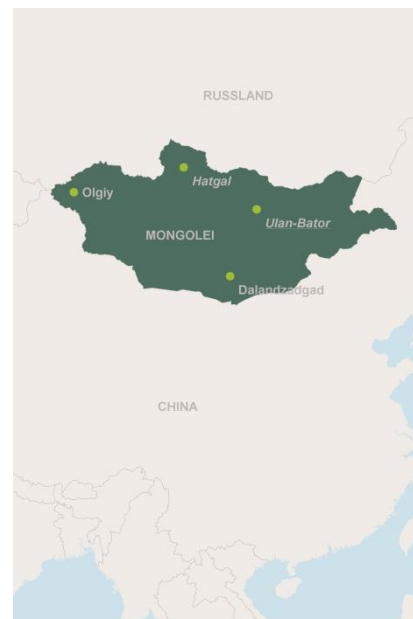 RUSSLAND
Hatgal
Olgiy
Ulan-Bator
MONGOLEI
Dalandzadgad
CHINA